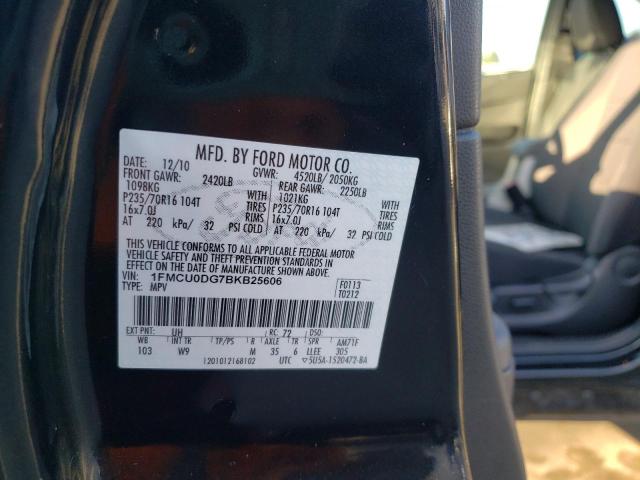 MFD. BY FORD MOTOR CO.
DATE: 12/10 GVWR: 4520LB/ 2050KG
FRONT GAWR: 2420LB REAR GAWR: 2250LB
1098KG WITH 1021KG WITH
P235/70R16 104T TIRES P235/70R16 104T TIRES
16x7.0J RIMS 16x7.0J RIMS
AT 220 kPa/ 32 PSI COLD AT 220 kPa/ 32 PSI COLD
THIS VEHICLE CONFORMS TO ALL APPLICABLE FEDERAL MOTOR
VEHICLE SAFETY AND THEFT PREVENTION STANDARDS IN
EFFECT ON THE DATE OF MANUFACTURE SHOWN ABOVE.
VIN: 1FMCU0DG7BKB25606 F0113
TYPE: MPV T0212
EXT PNT: UH RC: 72 DSO:
WB INT TR TP/PS R AXLE TR SPR AM71F
103 W9 M 35 6 LLEE 305
1201012168102 UTC ▽5U5A-1520472-BA